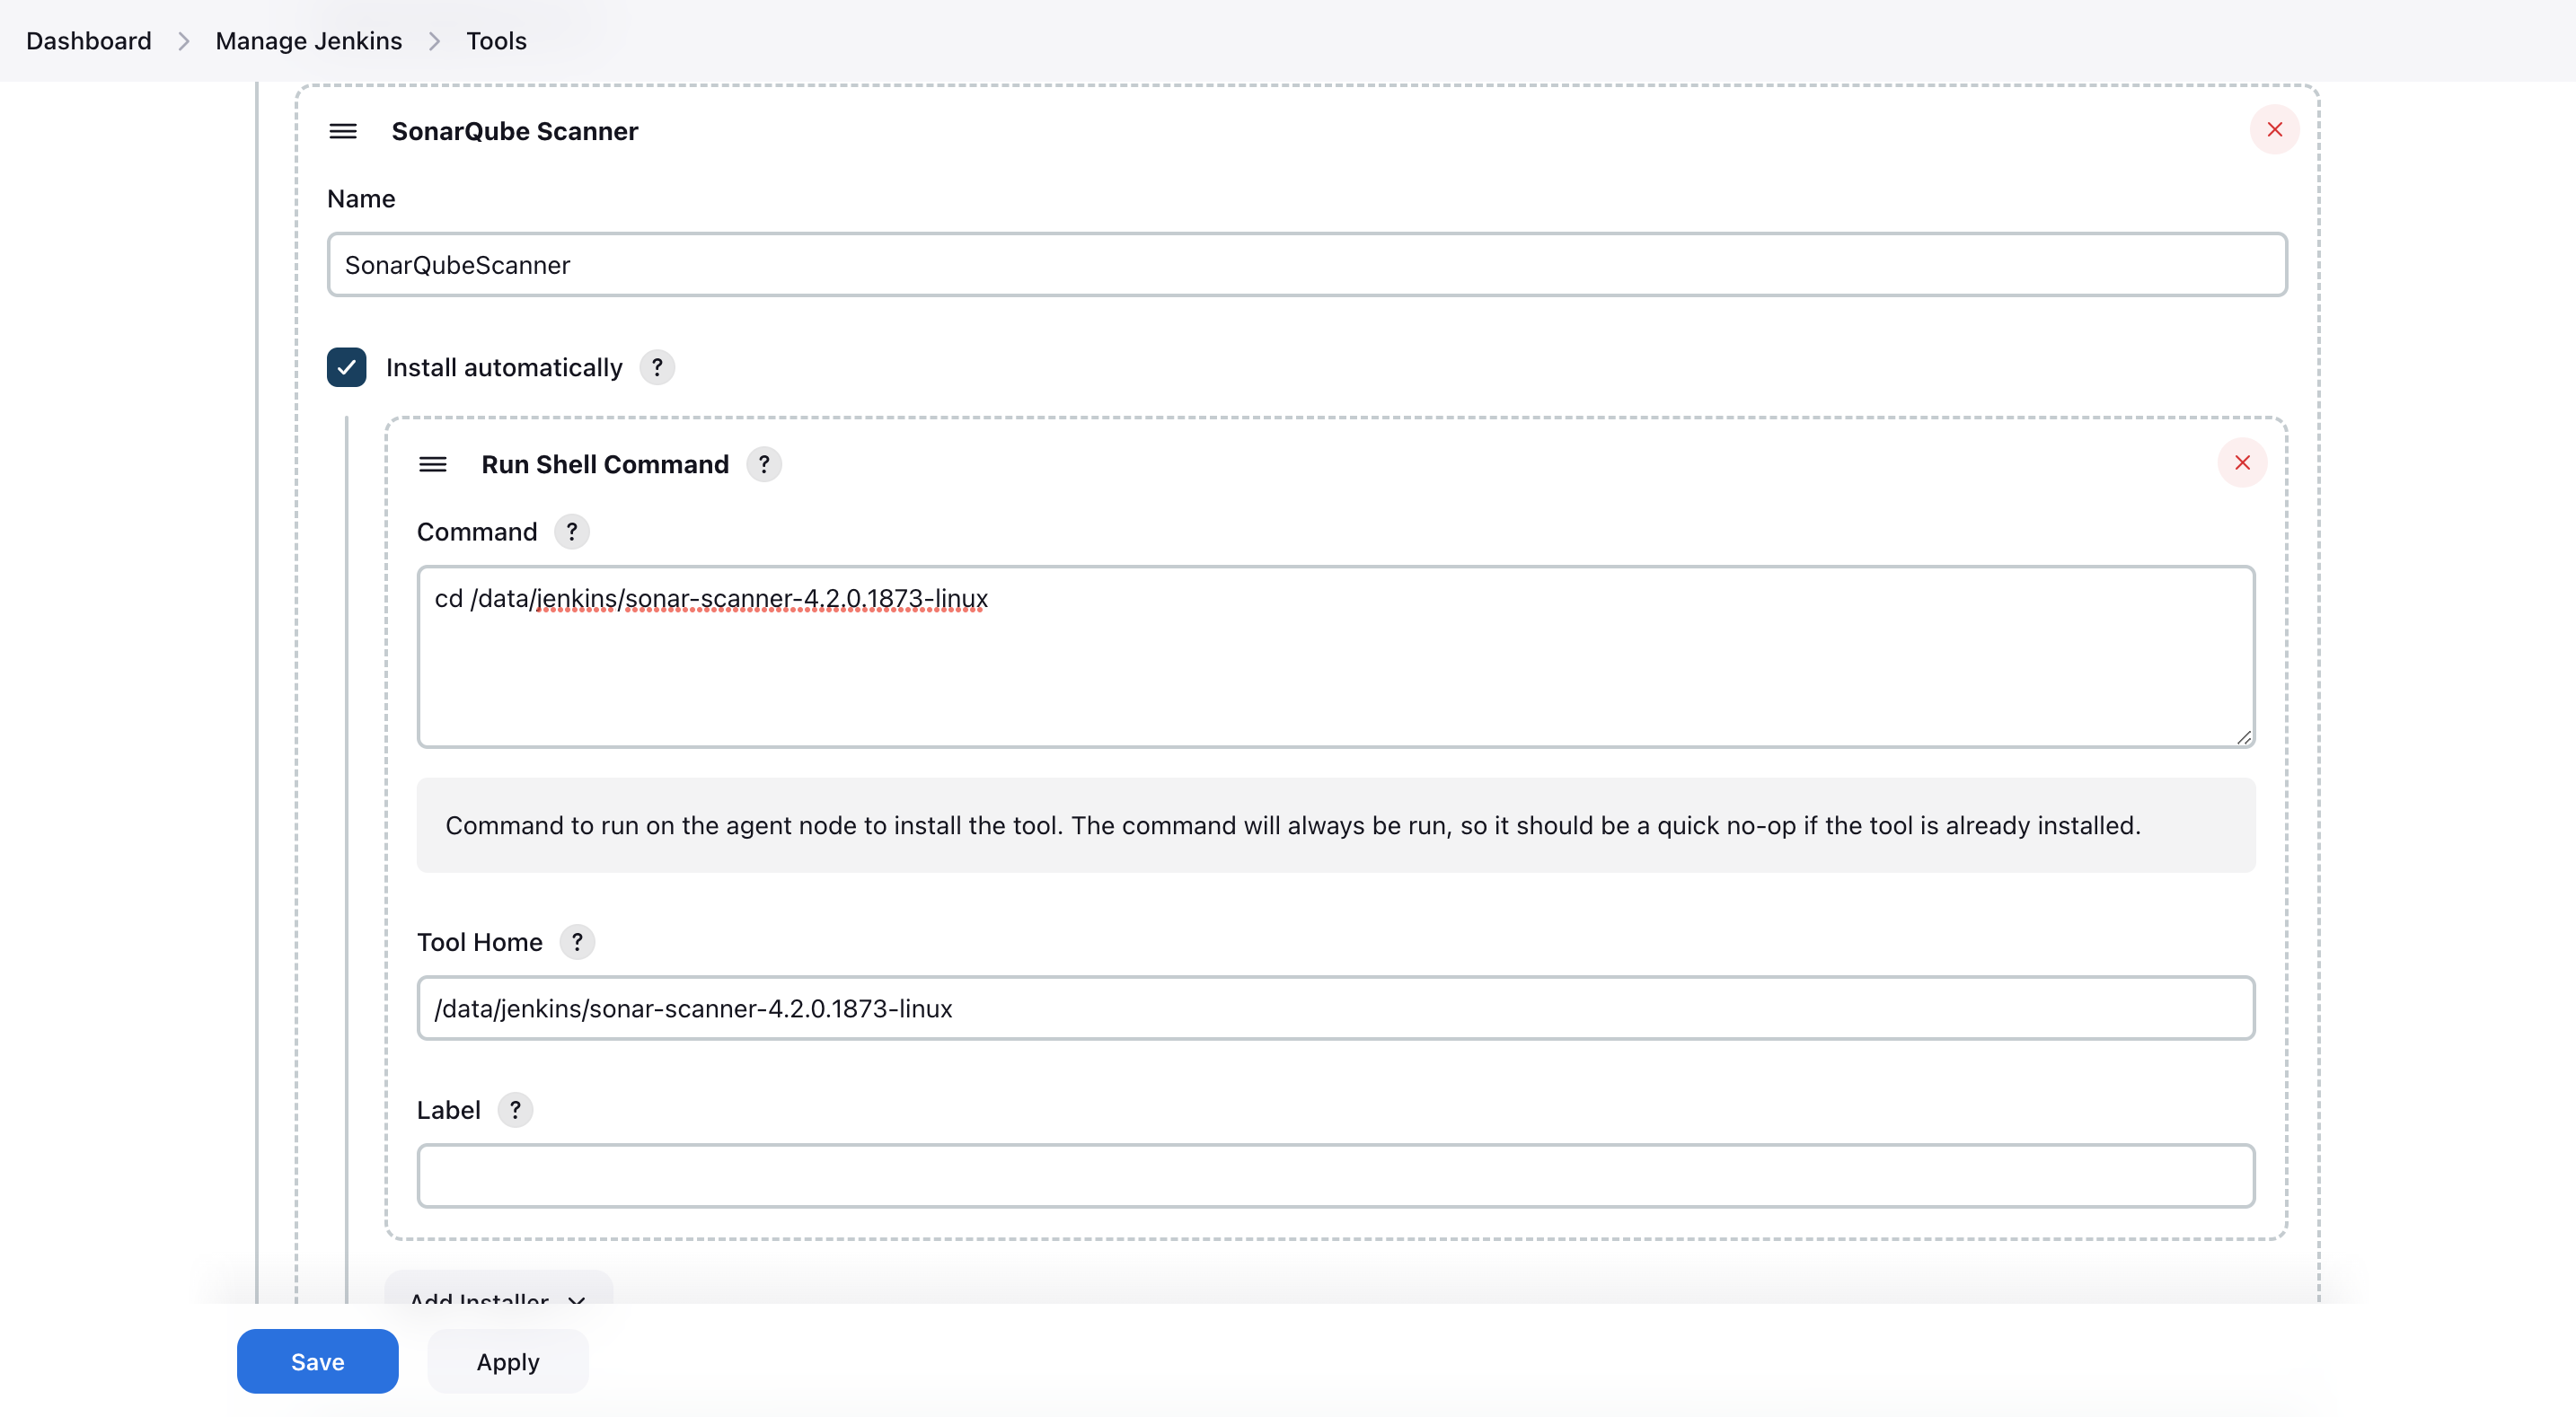 Dashboard > Manage Jenkins > Tools
SonarQube Scanner
Name
SonarQubeScanner
Install automatically ?
Run Shell Command ?
Command ?
cd /data/jenkins/sonar-scanner-4.2.0.1873-linux
Command to run on the agent node to install the tool. The command will always be run, so it should be a quick no-op if the tool is already installed.
Tool Home ?
/data/jenkins/sonar-scanner-4.2.0.1873-linux
Label ?
Add Installer
Save Apply